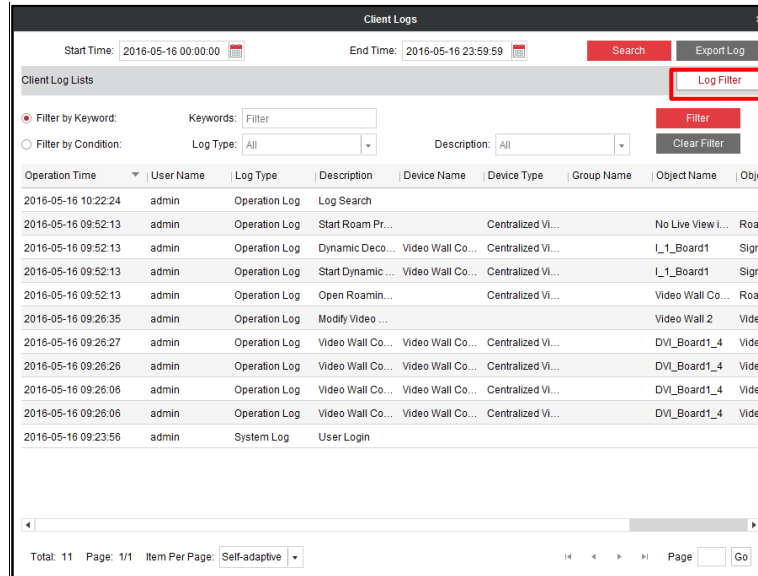 Client Logs
Start Time: 2016-05-16 00:00:00 End Time: 2016-05-16 23:59:59 Search Export Log
Client Log Lists Log Filter
Filter by Keyword: Keywords: Filter Filter
Filter by Condition: Log Type: All Description: All Clear Filter
Operation Time User Name Log Type Description Device Name Device Type Group Name Object Name Obje
2016-05-16 10:22:24 admin Operation Log Log Search
2016-05-16 09:52:13 admin Operation Log Start Roam Pr... Centralized Vi... No Live View i... Roa
2016-05-16 09:52:13 admin Operation Log Dynamic Deco... Video Wall Co... Centralized Vi... I_1_Board1 Sigr
2016-05-16 09:52:13 admin Operation Log Start Dynamic ... Video Wall Co... Centralized Vi... I_1_Board1 Sigr
2016-05-16 09:52:13 admin Operation Log Open Roamin... Centralized Vi... Video Wall Co... Roa
2016-05-16 09:26:35 admin Operation Log Modify Video ... Video Wall 2 Vide
2016-05-16 09:26:27 admin Operation Log Video Wall Co... Video Wall Co... Centralized Vi... DVI_Board1_4 Vide
2016-05-16 09:26:26 admin Operation Log Video Wall Co... Video Wall Co... Centralized Vi... DVI_Board1_4 Vide
2016-05-16 09:26:06 admin Operation Log Video Wall Co... Video Wall Co... Centralized Vi... DVI_Board1_4 Vide
2016-05-16 09:26:06 admin Operation Log Video Wall Co... Video Wall Co... Centralized Vi... DVI_Board1_4 Vide
2016-05-16 09:23:56 admin System Log User Login
Total: 11 Page: 1/1 Item Per Page: Self-adaptive Page Go